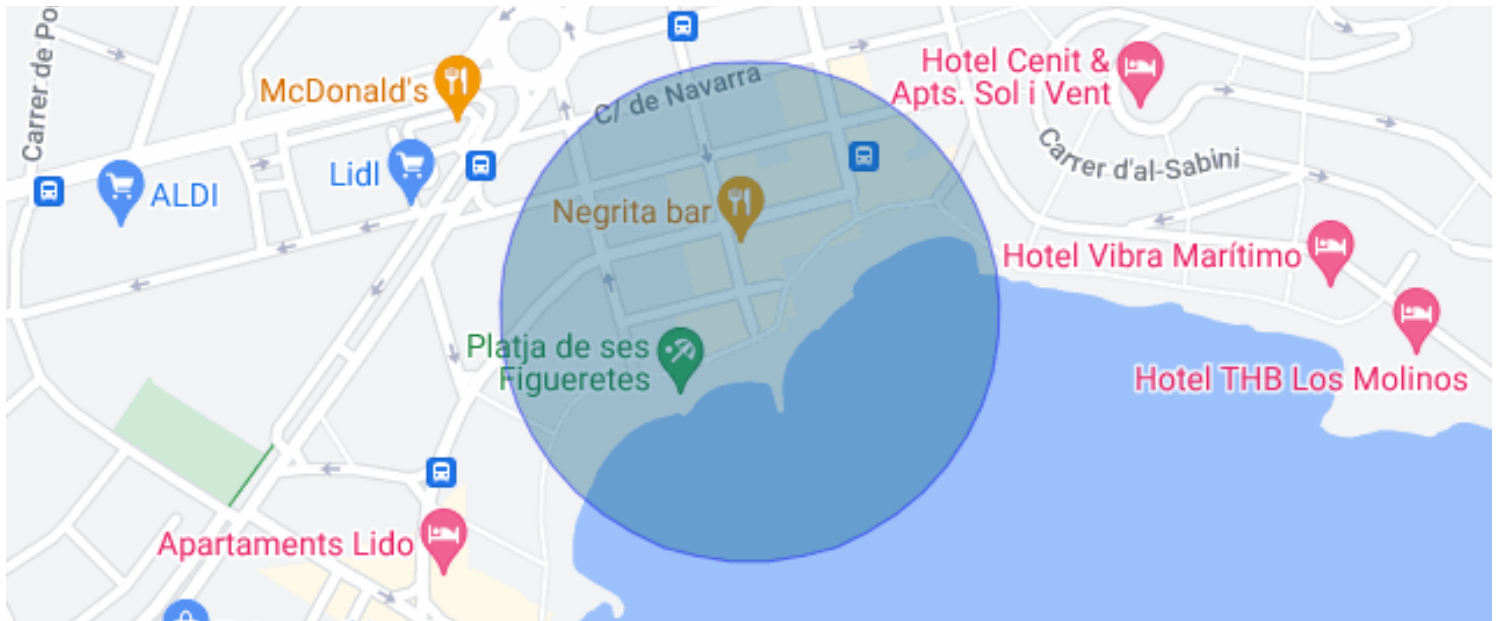 Carrer de Po
McDonald's
C/ de Navarra
Hotel Cenit &
Apts. Sol i Vent
Lidl
ALDI
Carrer d'al-Sabini
Negrita bar
Hotel Vibra Marítimo
Platja de ses
Figueretes
Hotel THB Los Molinos
Apartaments Lido